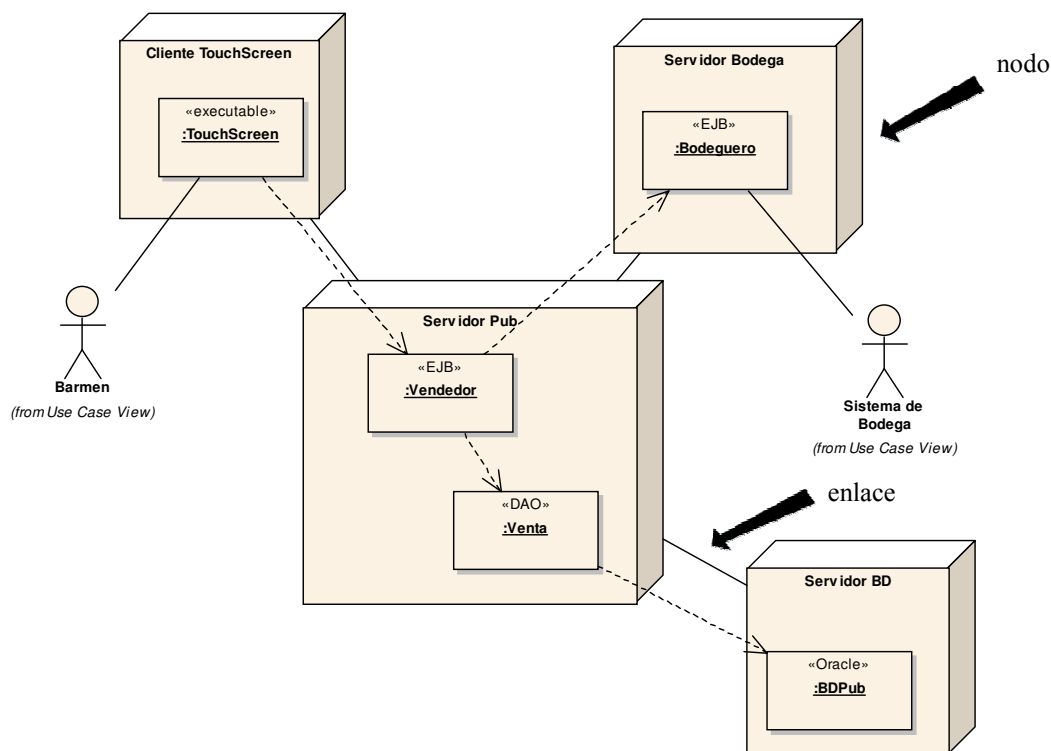 Cliente TouchScreen
«executable»
:TouchScreen
Servidor Bodega
«EJB»
:Bodeguero
nodo
Servidor Pub
«EJB»
:Vendedor
«DAO»
:Venta
Barmen
(from Use Case View)
Sistema de
Bodega
(from Use Case View)
enlace
Servidor BD
«Oracle»
:BDPub